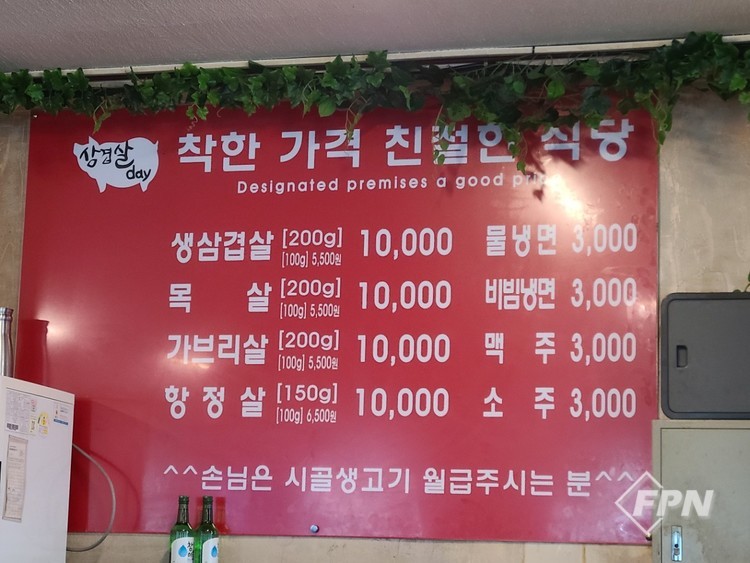 삼겹살
day
착한 가격 친절한 식당
Designated premises a good
생삼겹살 [200g] 10,000 물냉면 3,000
[100g] 5,500원
목 살 [200g] 10,000 비빔냉면 3,000
[100g] 5,500원
가브리살 [200g] 10,000 맥 주 3,000
[100g] 5,500원
항정살 [150g] 10,000 소 주 3,000
[100g] 6,500원
^^손님은 시골생고기 월급주시는 분^^
FPN